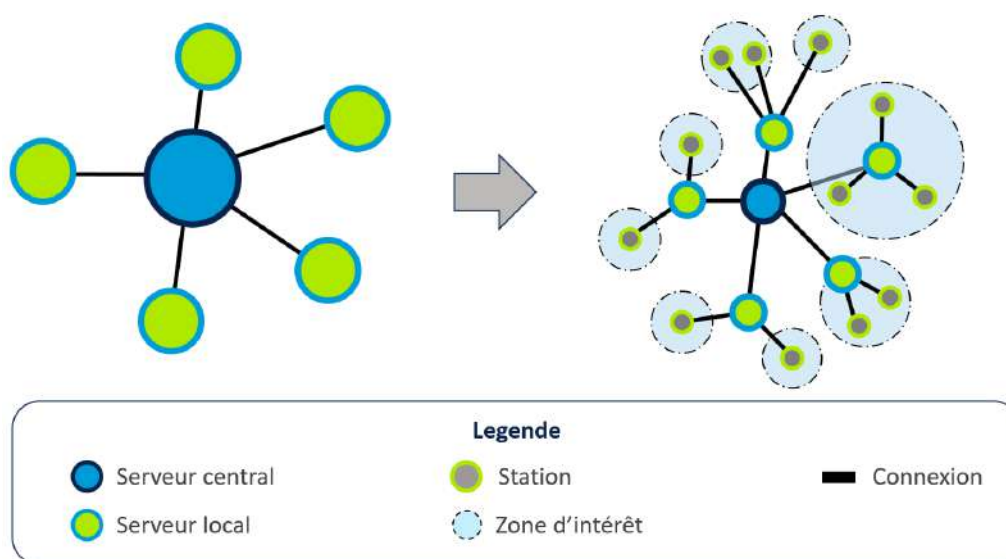 Legende
Serveur central
Station
Connexion
Serveur local
Zone d'intérêt